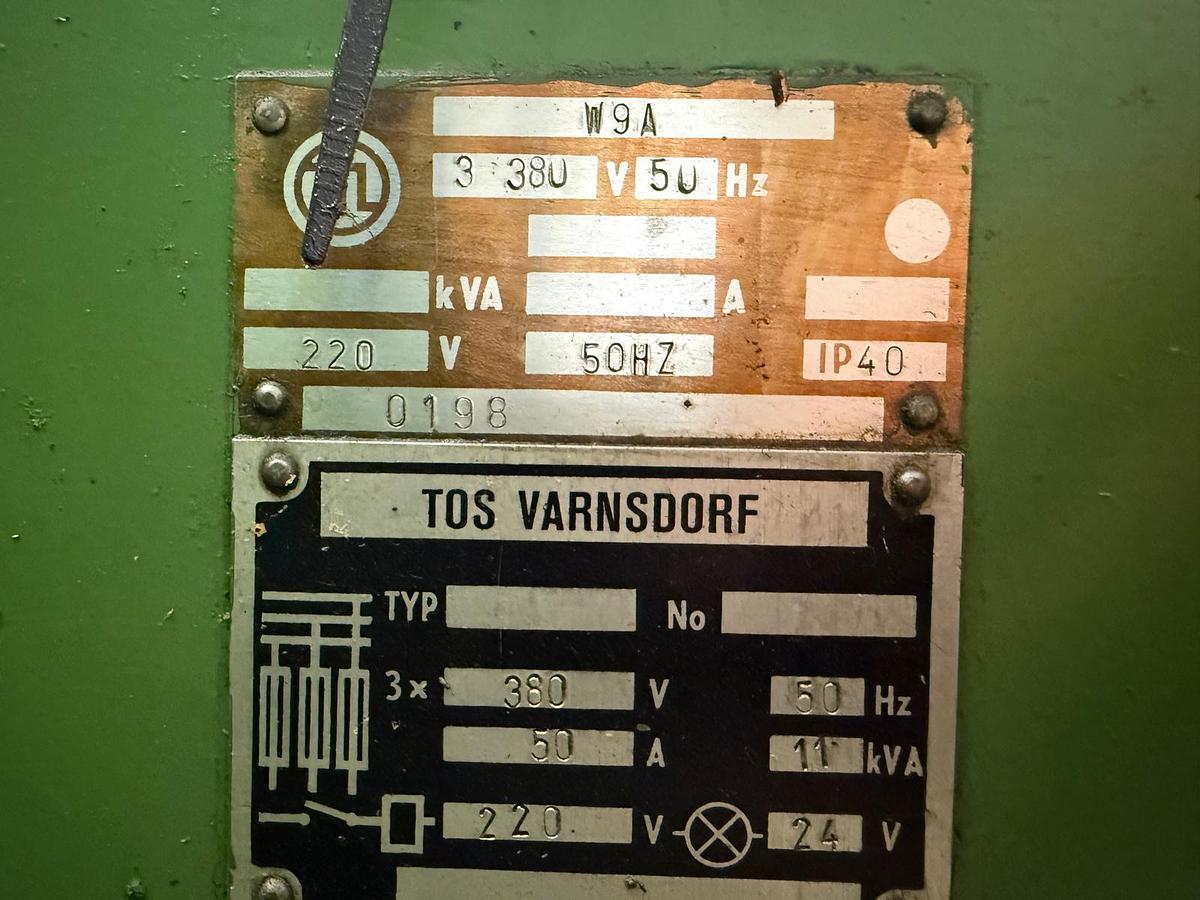 W9A
3 380 V 50 Hz
kVA A
220 V 50HZ IP40
0198
TOS VARNSDORF
TYP No
3x 380 V 50 Hz
50 A 11 kVA
220 V 24 V